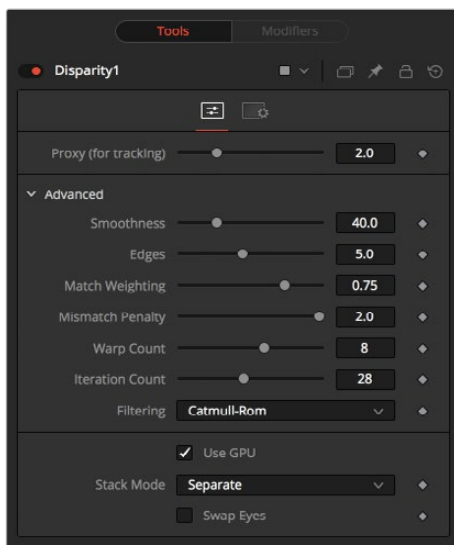 Tools Modifiers
Disparity1
Proxy (for tracking) 2.0
Advanced
Smoothness 40.0
Edges 5.0
Match Weighting 0.75
Mismatch Penalty 2.0
Warp Count 8
Iteration Count 28
Filtering Catmull-Rom
Use GPU
Stack Mode Separate
Swap Eyes